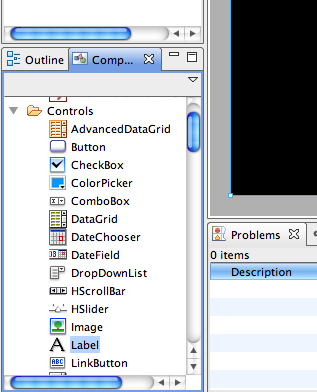 Outline
Comp...
Controls
AdvancedDataGrid
Button
CheckBox
ColorPicker
ComboBox
DataGrid
DateChooser
DateField
DropDownList
HScrollBar
HSlider
Image
A Label
ABC LinkButton
Problems
0 items
Description